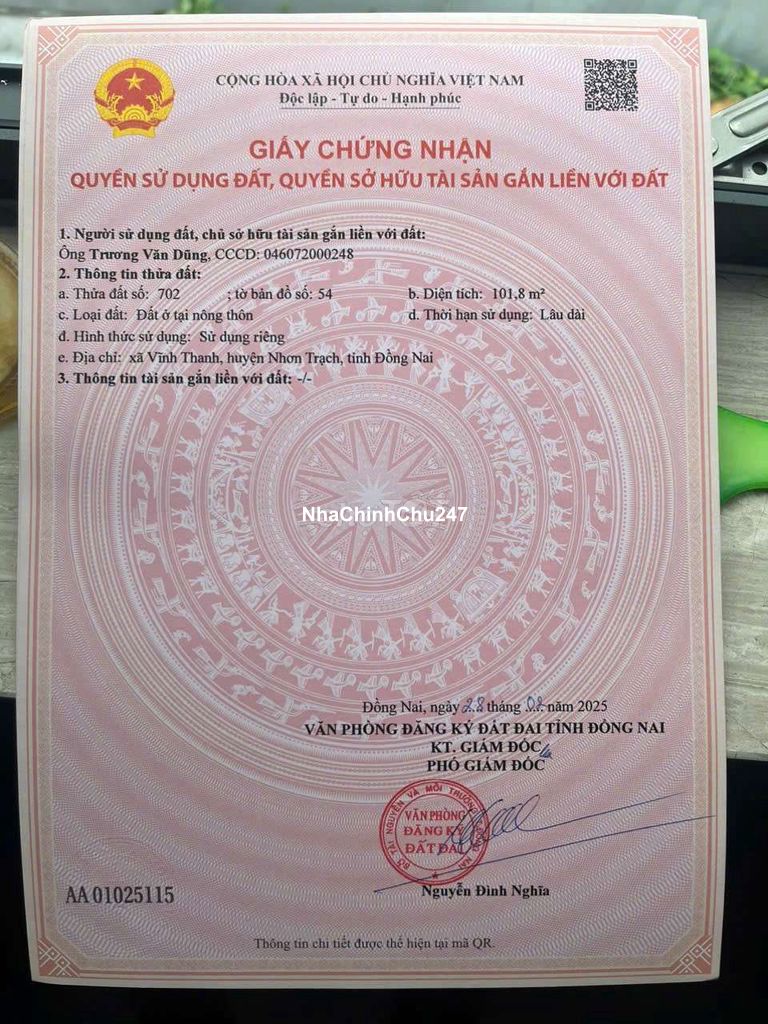 CỘNG HÒA XÃ HỘI CHỦ NGHĨA VIỆT NAM
Độc lập - Tự do - Hạnh phúc
GIẤY CHỨNG NHẬN
QUYỀN SỬ DỤNG ĐẤT, QUYỀN SỞ HỮU TÀI SẢN GẮN LIỀN VỚI ĐẤT
1. Người sử dụng đất, chủ sở hữu tài sản gắn liền với đất:
Ông Trương Văn Dũng, CCCD: 046072000248
2. Thông tin thửa đất:
a. Thửa đất số: 702 ; tờ bản đồ số: 54 b. Diện tích: 101,8 m²
c. Loại đất: Đất ở tại nông thôn d. Thời hạn sử dụng: Lâu dài
đ. Hình thức sử dụng: Sử dụng riêng
e. Địa chỉ: xã Vĩnh Thanh, huyện Nhơn Trạch, tỉnh Đồng Nai
3. Thông tin tài sản gắn liền với đất: -/-
NhaChinhChu247
Đồng Nai, ngày 28 tháng 02 năm 2025
VĂN PHÒNG ĐĂNG KÝ ĐẤT ĐAI TỈNH ĐỒNG NAI
KT. GIÁM ĐỐC
PHÓ GIÁM ĐỐC
VĂN PHÒNG
ĐĂNG KÝ
ĐẤT ĐAI
Nguyễn Đình Nghĩa
AA 01025115
Thông tin chi tiết được thể hiện tại mã QR.